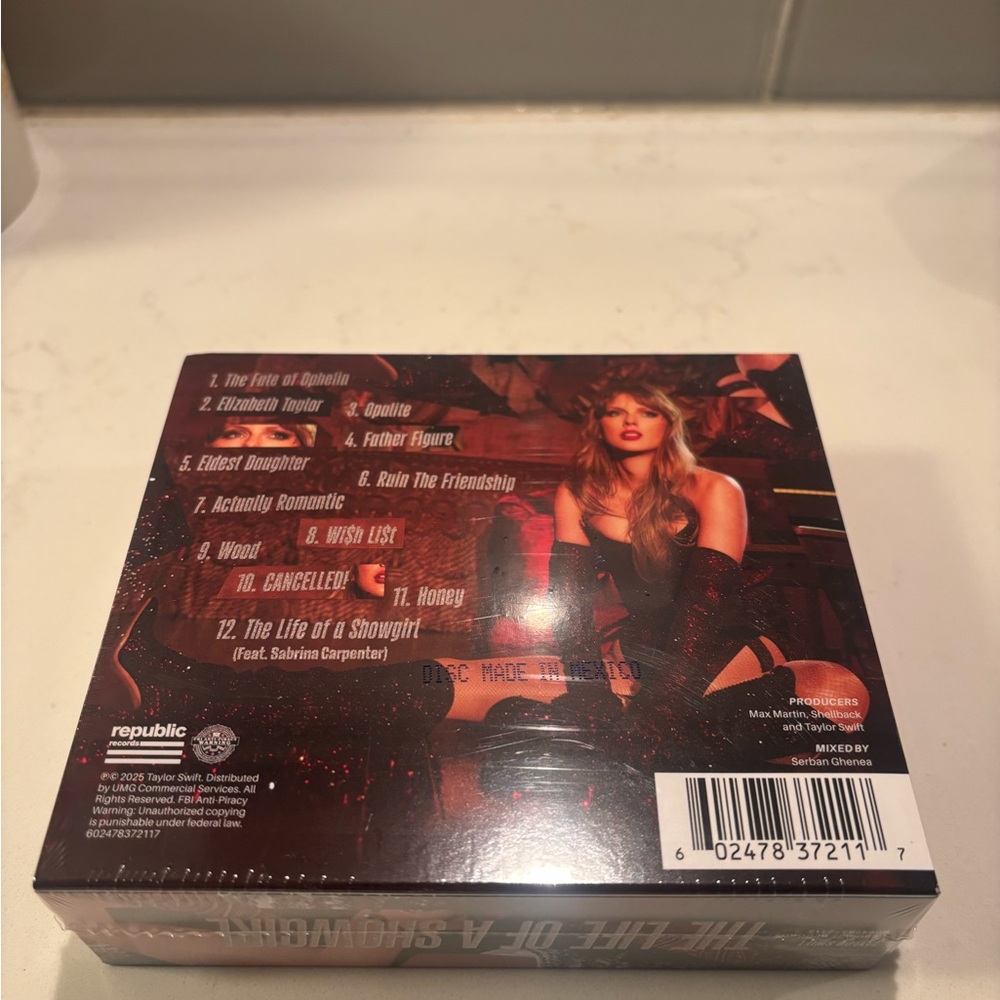 1. The Fate of Ophelia
2. Elizabeth Taylor
3. Opalite
4. Father Figure
5. Eldest Daughter
6. Ruin The Friendship
7. Actually Romantic
8. Wi$h Li$t
9. Wood
10. CANCELLED!
11. Honey
12. The Life of a Showgirl
(Feat. Sabrina Carpenter)
DISC MADE IN MEXICO
republic
records
FBI ANTI-PIRACY
WARNING
PRODUCERS
Max Martin, Shellback
and Taylor Swift
MIXED BY
Serban Ghenea
℗© 2025 Taylor Swift. Distributed
by UMG Commercial Services. All
Rights Reserved. FBI Anti-Piracy
Warning: Unauthorized copying
is punishable under federal law.
602478372117
6 02478 37211 7
THE LIFE OF A SHOWGIRL